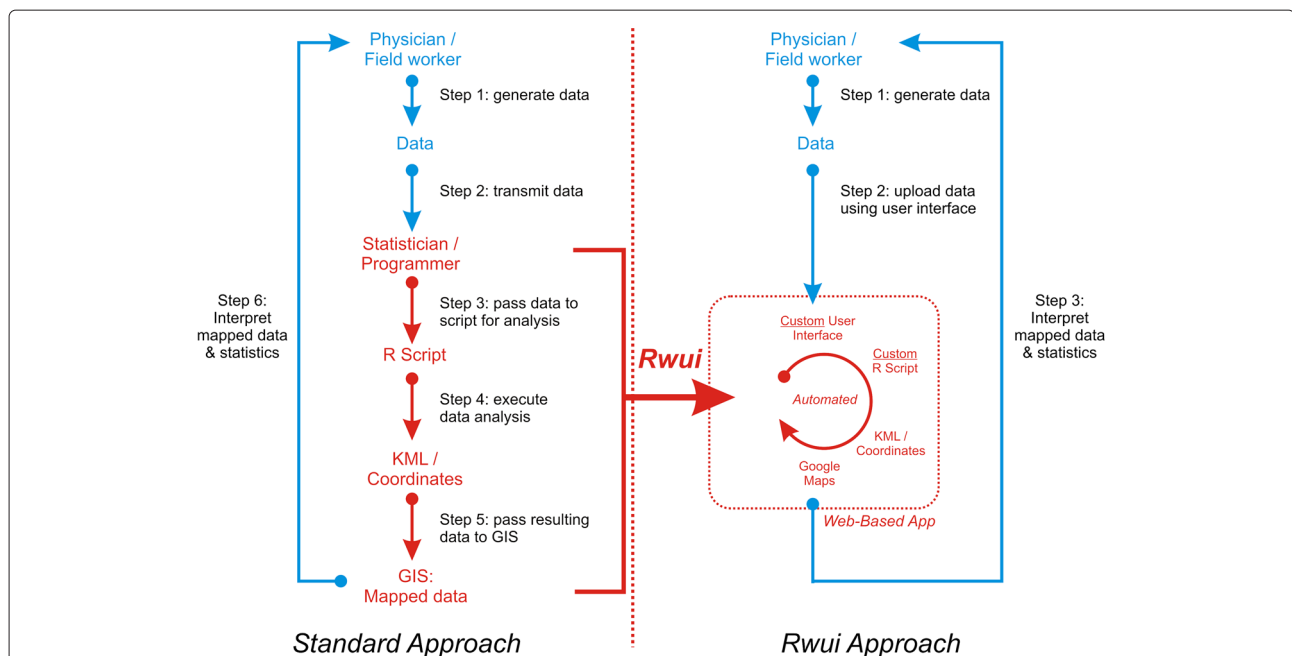 Physician /
Field worker
Step 1: generate data
Data
Step 2: transmit data
Statistician /
Programmer
Step 3: pass data to
script for analysis
R Script
Step 4: execute
data analysis
KML /
Coordinates
Step 5: pass resulting
data to GIS
GIS:
Mapped data
Step 6:
Interpret
mapped data
& statistics
Standard Approach
Rwui
Physician /
Field worker
Step 1: generate data
Data
Step 2: upload data
using user interface
Custom User
Interface
Custom
R Script
Automated
KML /
Coordinates
Google
Maps
Web-Based App
Step 3:
Interpret
mapped data
& statistics
Rwui Approach